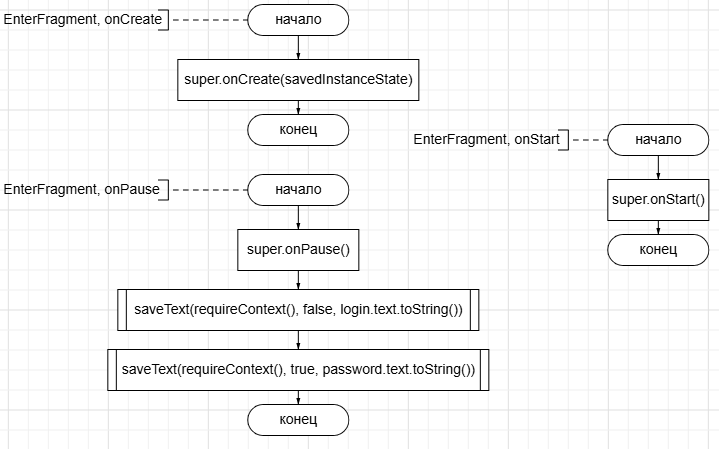 EnterFragment, onCreate
начало
super.onCreate(savedInstanceState)
конец
EnterFragment, onStart
начало
super.onStart()
конец
EnterFragment, onPause
начало
super.onPause()
saveText(requireContext(), false, login.text.toString())
saveText(requireContext(), true, password.text.toString())
конец